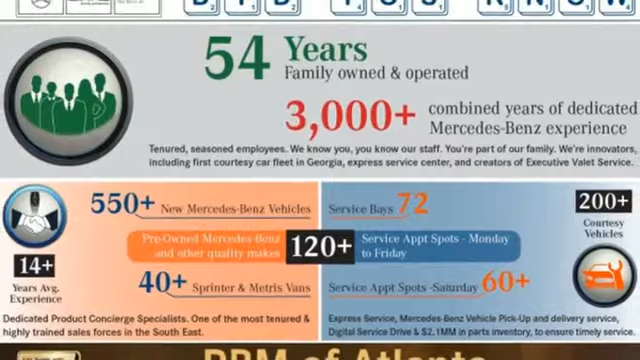 D I D Y O U K N O W
54 Years
Family owned & operated
3,000+ combined years of dedicated
Mercedes-Benz experience
Tenured, seasoned employees. We know you, you know our staff. You're part of our family. We're innovators,
including first courtesy car fleet in Georgia, express service center, and creators of Executive Valet Service.
14+
Years Avg.
Experience
550+ New Mercedes-Benz Vehicles
Pre-Owned Mercedes-Benz
and other quality makes
120+
40+ Sprinter & Metris Vans
Dedicated Product Concierge Specialists. One of the most tenured &
highly trained sales forces in the South East.
Service Bays 72
Service Appt Spots - Monday
to Friday
Service Appt Spots -Saturday 60+
200+
Courtesy
Vehicles
Express Service, Mercedes-Benz Vehicle Pick-Up and delivery service,
Digital Service Drive & $2.1MM in parts inventory, to ensure timely service.
RBM of Atlanta